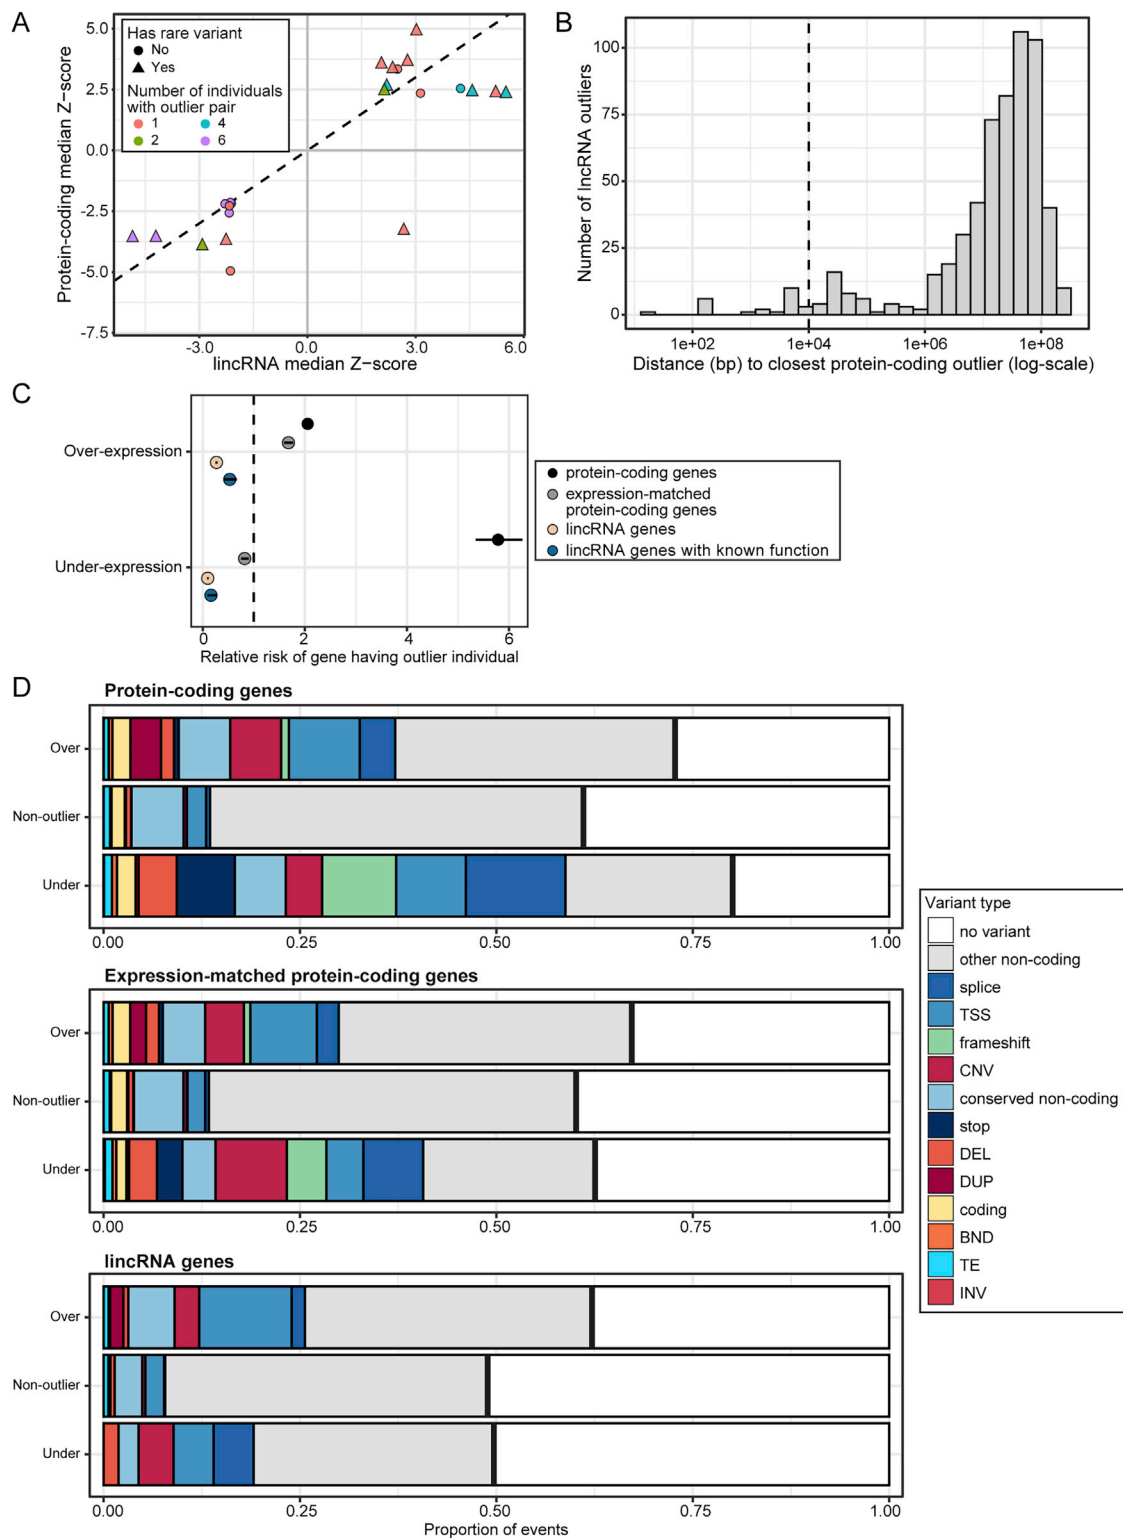 A
Has rare variant
No
Yes
Number of individuals
with outlier pair
1 4
2 6
Protein-coding median Z-score
5.0
2.5
0.0
-2.5
-5.0
-7.5
-3.0 0.0 3.0 6.0
lincRNA median Z-score
B
Number of lncRNA outliers
100
75
50
25
0
1e+02 1e+04 1e+06 1e+08
Distance (bp) to closest protein-coding outlier (log-scale)
C
Over-expression
Under-expression
0 2 4 6
Relative risk of gene having outlier individual
protein-coding genes
expression-matched
protein-coding genes
lincRNA genes
lincRNA genes with known function
D
Protein-coding genes
Over
Non-outlier
Under
0.00 0.25 0.50 0.75 1.00
Expression-matched protein-coding genes
Over
Non-outlier
Under
0.00 0.25 0.50 0.75 1.00
lincRNA genes
Over
Non-outlier
Under
0.00 0.25 0.50 0.75 1.00
Proportion of events
Variant type
no variant
other non-coding
splice
TSS
frameshift
CNV
conserved non-coding
stop
DEL
DUP
coding
BND
TE
INV